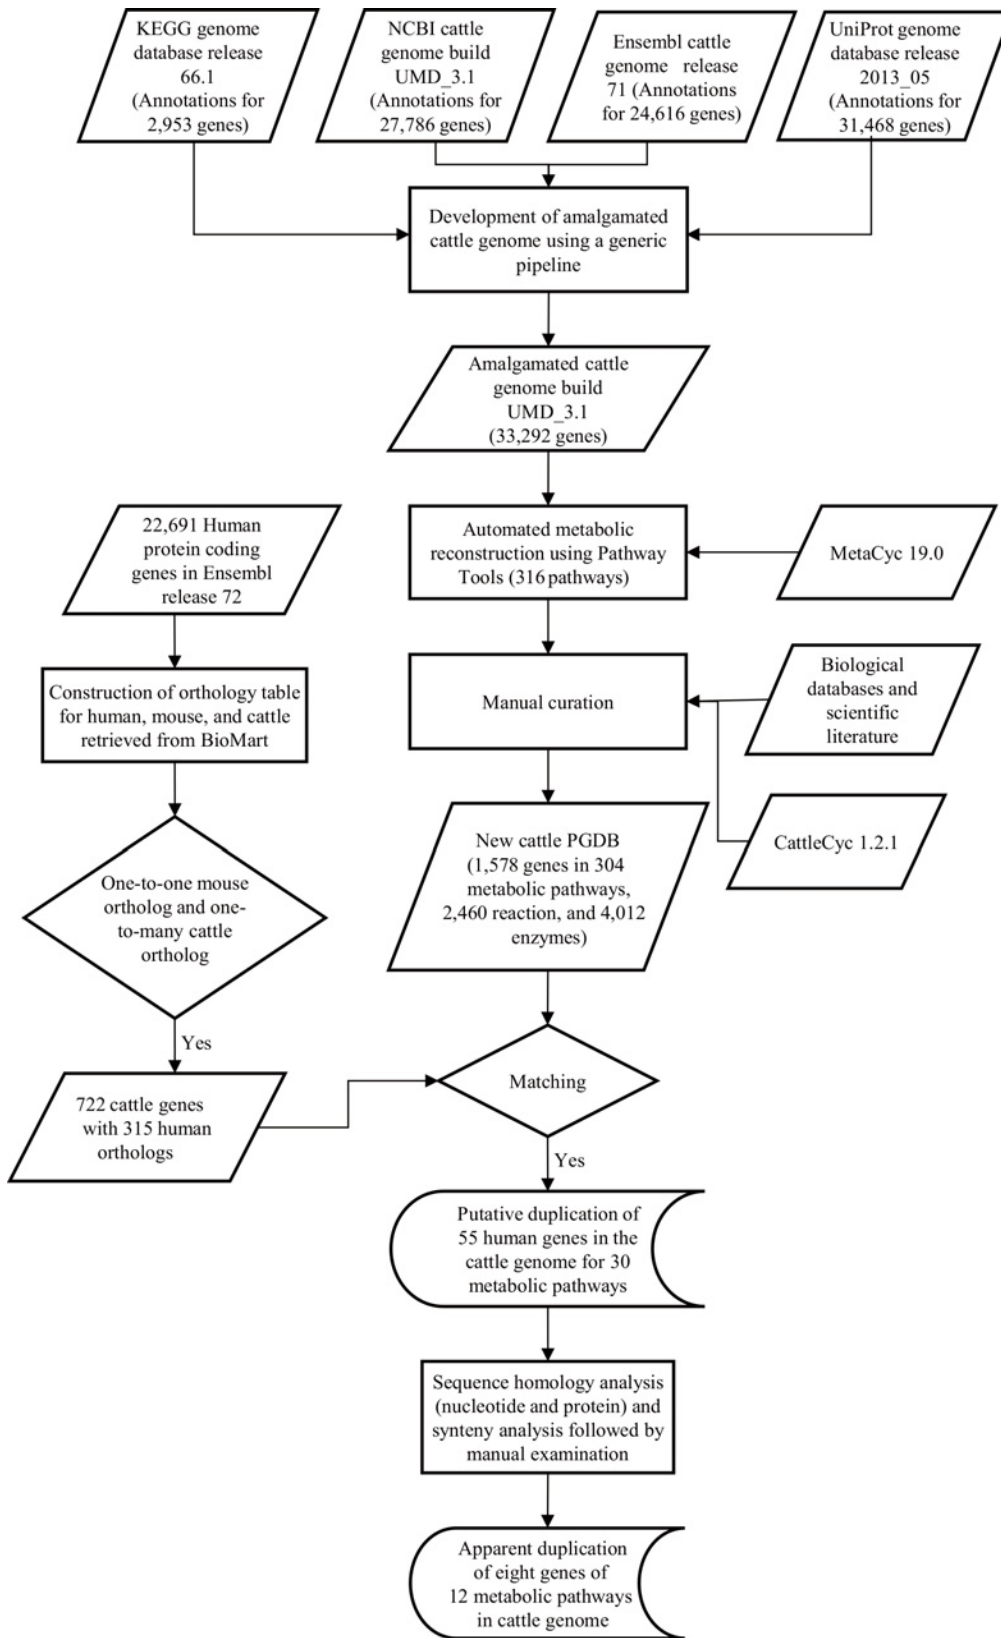 KEGG genome
database release
66.1
(Annotations for
2,953 genes)
NCBI cattle
genome build
UMD_3.1
(Annotations for
27,786 genes)
Ensembl cattle
genome release
71 (Annotations
for 24,616 genes)
UniProt genome
database release
2013_05
(Annotations for
31,468 genes)
Development of amalgamated
cattle genome using a generic
pipeline
Amalgamated cattle
genome build
UMD_3.1
(33,292 genes)
22,691 Human
protein coding
genes in Ensembl
release 72
Automated metabolic
reconstruction using Pathway
Tools (316 pathways)
MetaCyc 19.0
Construction of orthology table
for human, mouse, and cattle
retrieved from BioMart
Manual curation
Biological
databases and
scientific
literature
CattleCyc 1.2.1
New cattle PGDB
(1,578 genes in 304
metabolic pathways,
2,460 reaction, and 4,012
enzymes)
One-to-one mouse
ortholog and one-
to-many cattle
ortholog
Yes
722 cattle genes
with 315 human
orthologs
Matching
Yes
Putative duplication of
55 human genes in the
cattle genome for 30
metabolic pathways
Sequence homology analysis
(nucleotide and protein) and
synteny analysis followed by
manual examination
Apparent duplication
of eight genes of
12 metabolic pathways
in cattle genome